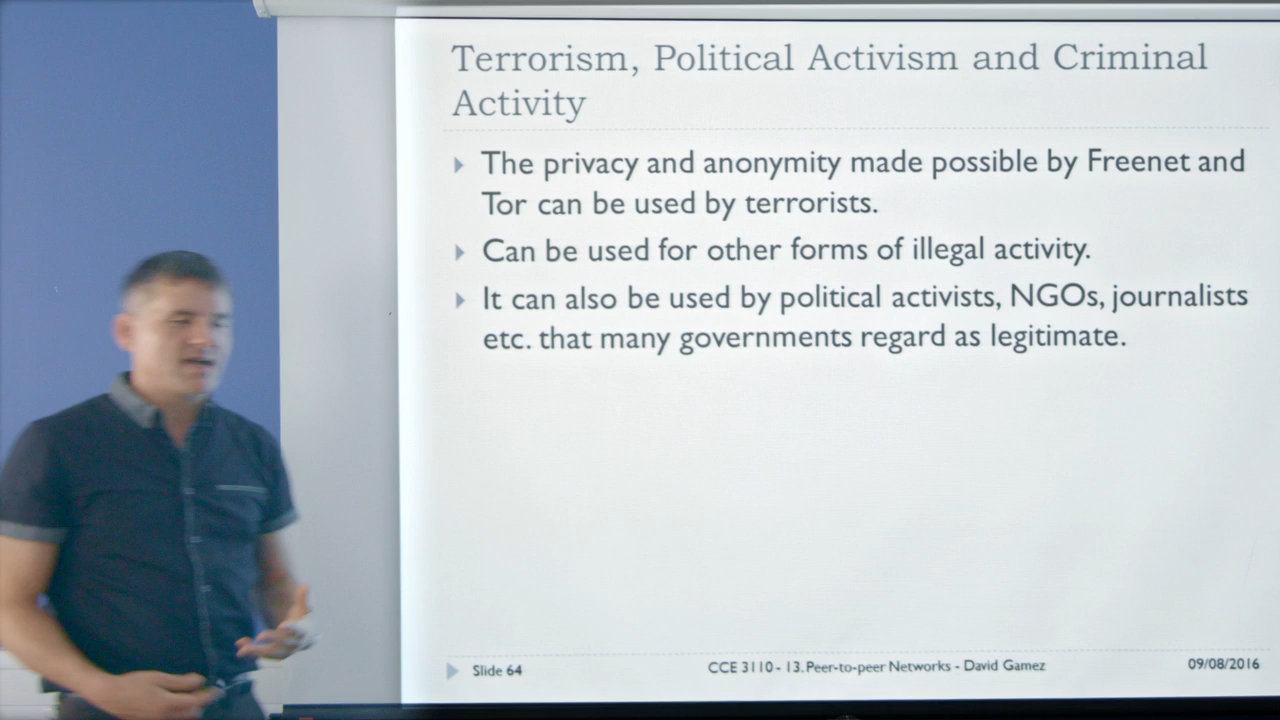 Terrorism, Political Activism and Criminal
Activity
The privacy and anonymity made possible by Freenet and
Tor can be used by terrorists.
Can be used for other forms of illegal activity.
It can also be used by political activists, NGOs, journalists
etc. that many governments regard as legitimate.
Slide 64
CCE 3110 - 13. Peer-to-peer Networks - David Gamez
09/08/2016